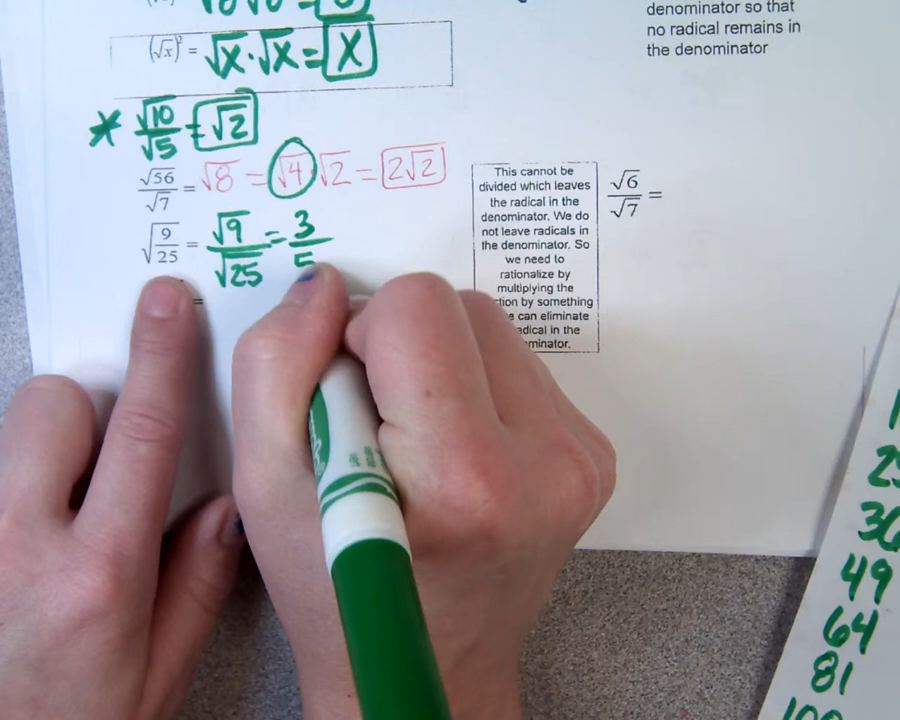 denominator so that
no radical remains in
the denominator
(√x)² = √x·√x = x
* √10/√5 = √2
√56/√7 = √8 = √4 √2 = 2√2
√(9/25) = √9/√25 = 3/5
=
This cannot be
divided which leaves
the radical in the
denominator. We do
not leave radicals in
the denominator. So
we need to
rationalize by
multiplying the
ction by something
e can eliminate
adical in the
minator.
√6/√7 =
49
64
81